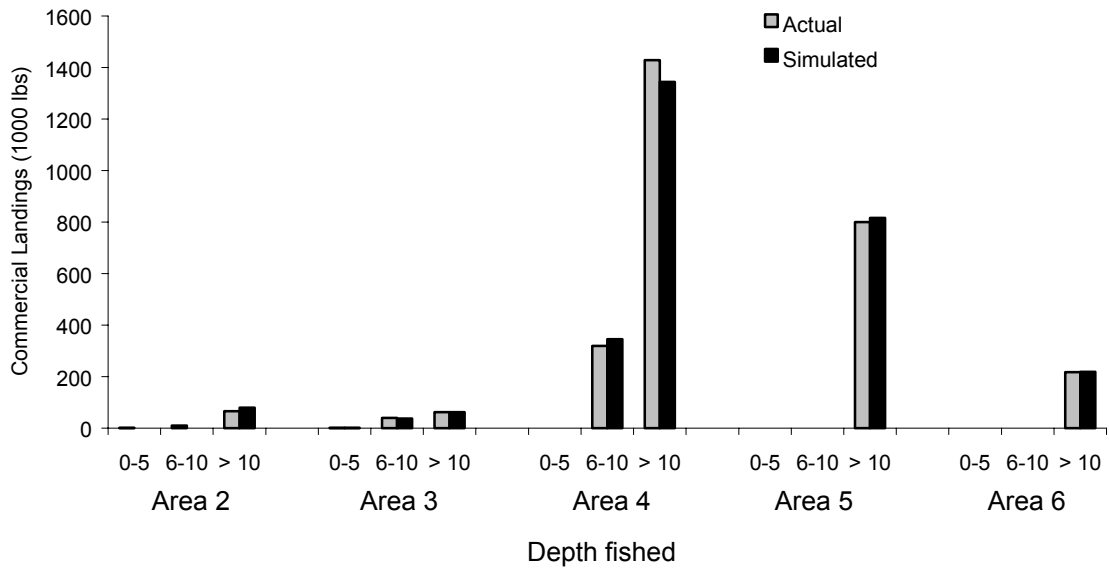 1600
1400
1200
1000
800
600
400
200
0
Commercial Landings (1000 lbs)
Actual
Simulated
0-5 6-10 > 10 0-5 6-10 > 10 0-5 6-10 > 10 0-5 6-10 > 10 0-5 6-10 > 10
Area 2 Area 3 Area 4 Area 5 Area 6
Depth fished